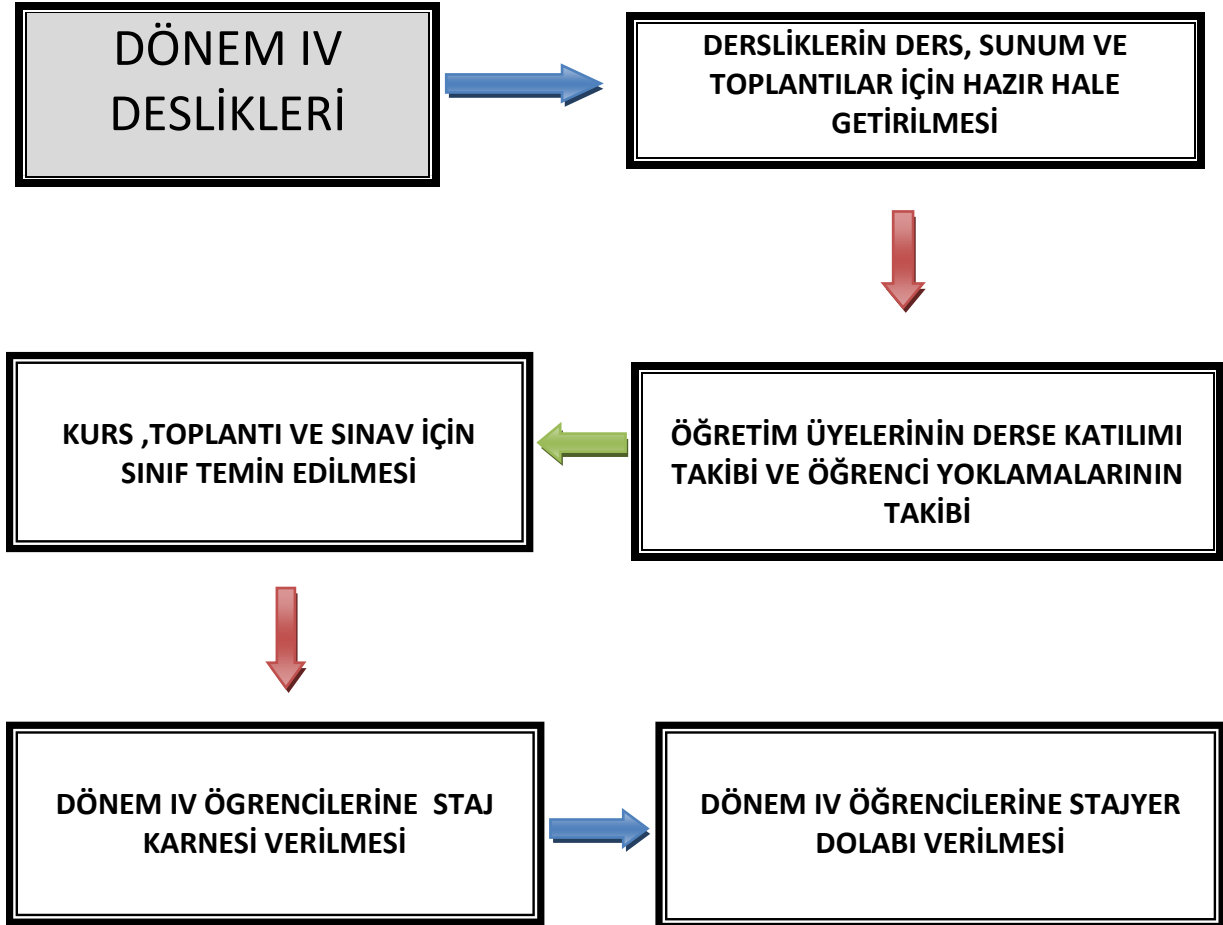 DÖNEM IV
DESLİKLERİ
DERSLİKLERİN DERS, SUNUM VE
TOPLANTILAR İÇİN HAZIR HALE
GETİRİLMESİ
ÖĞRETİM ÜYELERİNİN DERSE KATILIMI
TAKİBİ VE ÖĞRENCİ YOKLAMALARININ
TAKİBİ
KURS ,TOPLANTI VE SINAV İÇİN
SINIF TEMİN EDİLMESİ
DÖNEM IV ÖGRENCİLERİNE  STAJ
KARNESİ VERİLMESİ
DÖNEM IV ÖĞRENCİLERİNE STAJYER
DOLABI VERİLMESİ